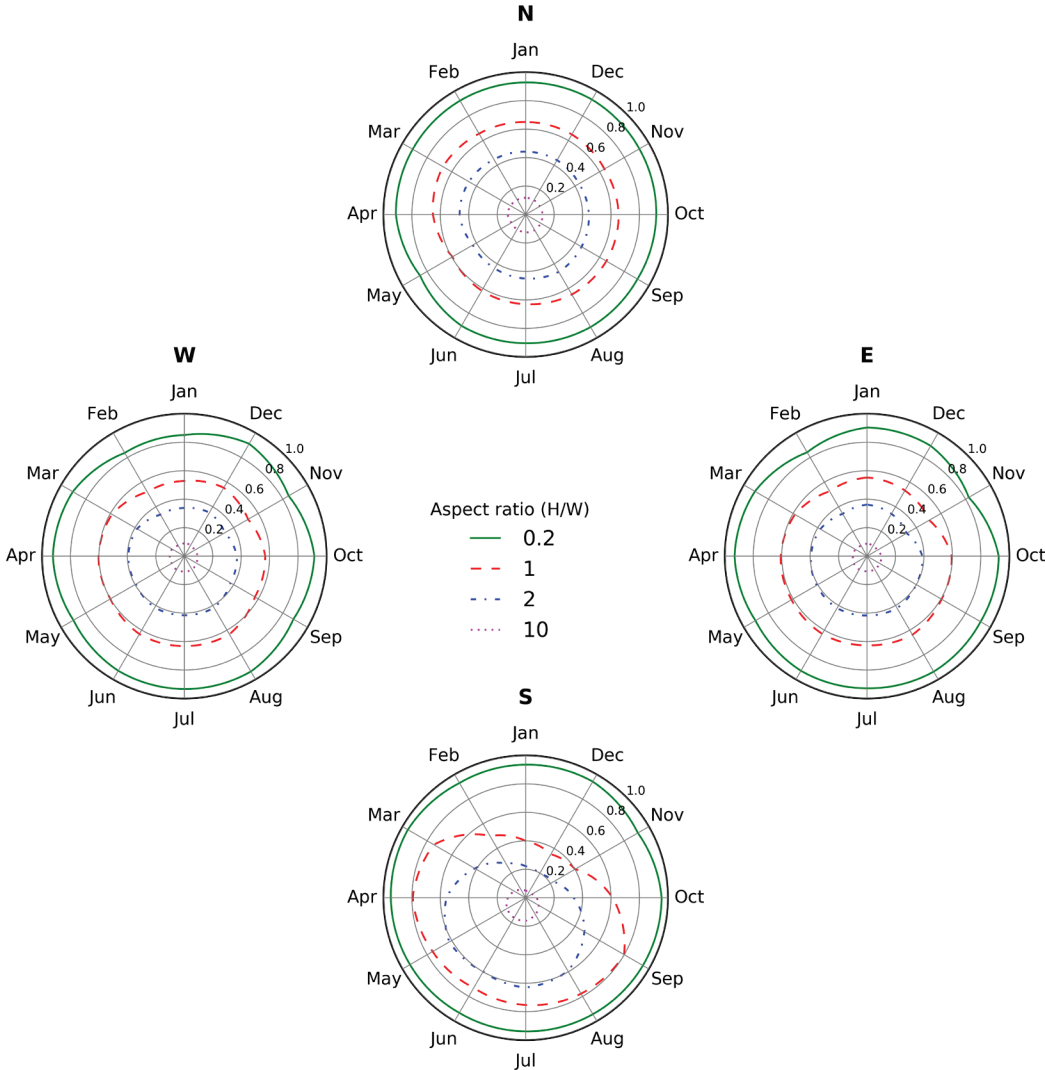 N
Jan
Feb
Dec
1.0
Mar
0.8
Nov
0.6
0.4
0.2
Apr
Oct
May
Sep
Jun
Aug
Jul
W
Jan
Feb
Dec
1.0
Mar
0.8
Nov
0.6
0.4
0.2
Apr
Oct
May
Sep
Jun
Aug
Jul
E
Jan
Feb
Dec
1.0
Mar
0.8
Nov
0.6
0.4
0.2
Apr
Oct
May
Sep
Jun
Aug
Jul
Aspect ratio (H/W)
0.2
1
2
10
S
Jan
Feb
Dec
1.0
Mar
0.8
Nov
0.6
0.4
0.2
Apr
Oct
May
Sep
Jun
Aug
Jul